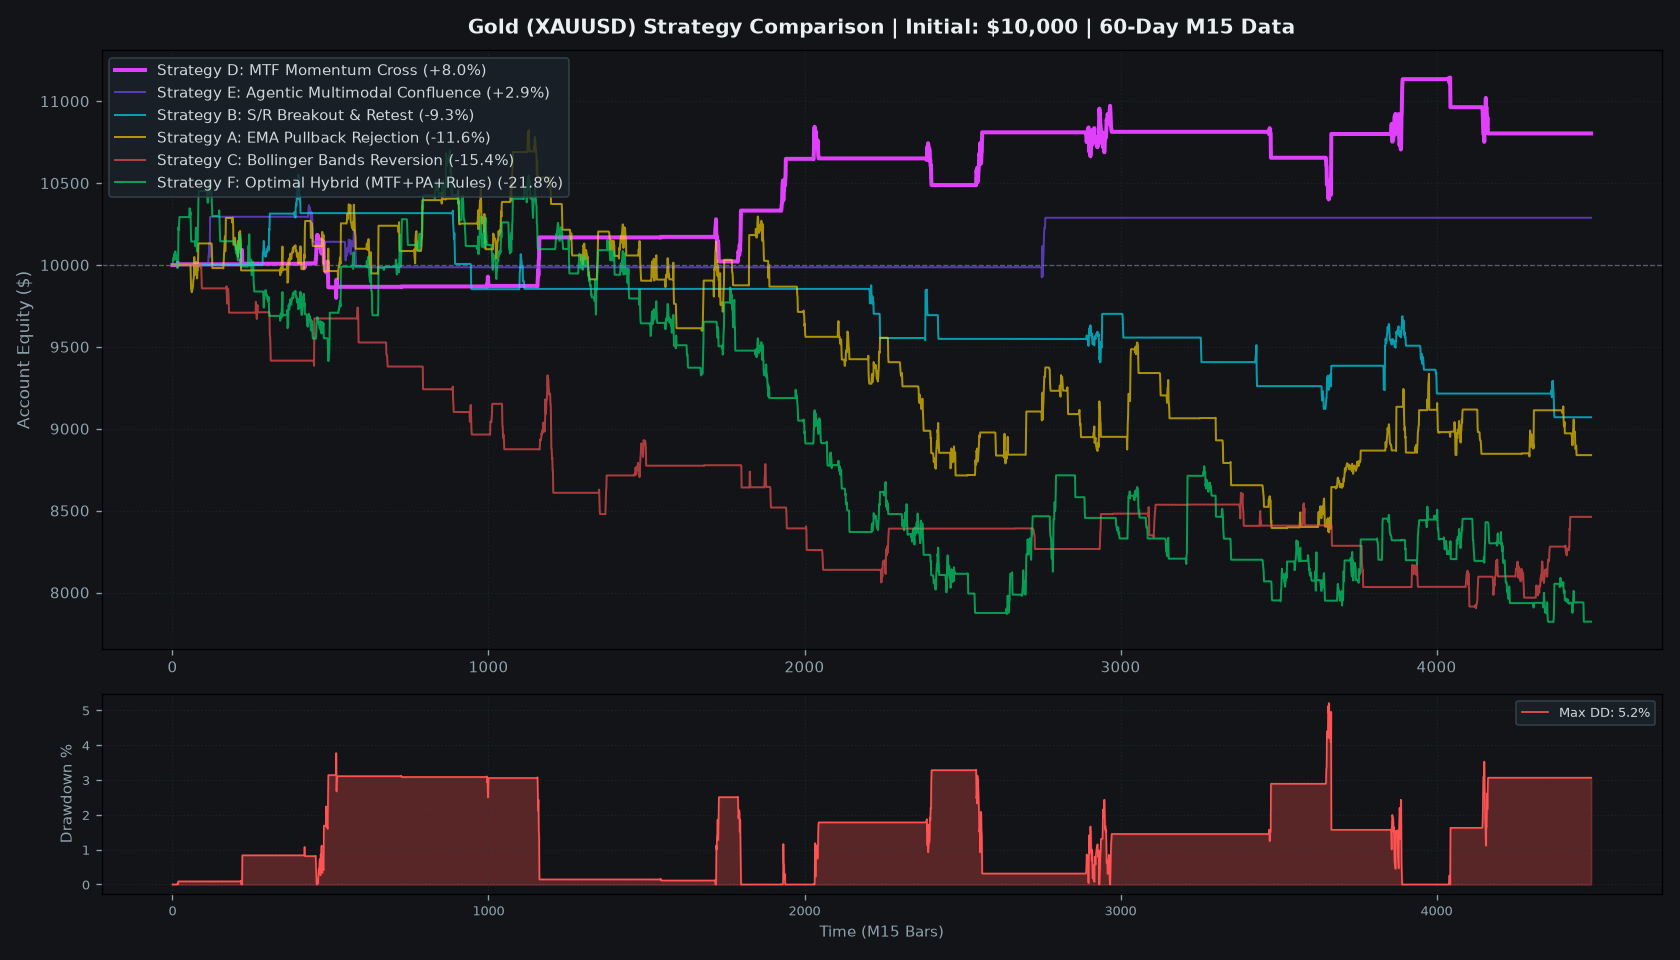 Gold (XAUUSD) Strategy Comparison | Initial: $10,000 | 60-Day M15 Data
Strategy D: MTF Momentum Cross (+8.0%)
Strategy E: Agentic Multimodal Confluence (+2.9%)
Strategy B: S/R Breakout & Retest (-9.3%)
Strategy A: EMA Pullback Rejection (-11.6%)
Strategy C: Bollinger Bands Reversion (-15.4%)
Strategy F: Optimal Hybrid (MTF+PA+Rules) (-21.8%)
Account Equity ($)
11000
10500
10000
9500
9000
8500
8000
0 1000 2000 3000 4000
Max DD: 5.2%
Drawdown %
5
4
3
2
1
0
0 1000 2000 3000 4000
Time (M15 Bars)